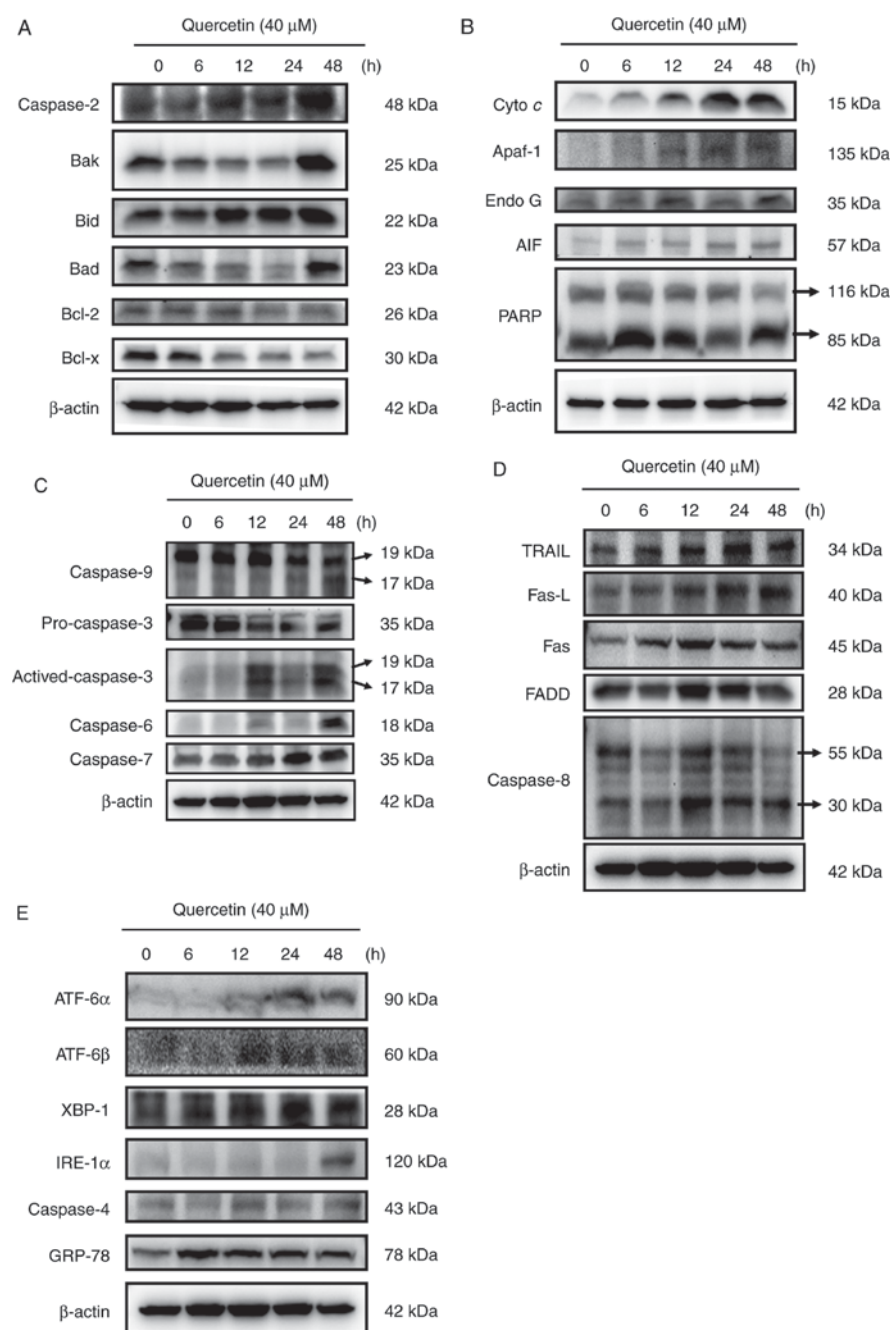 A
Quercetin (40 μM)
0 6 12 24 48 (h)
Caspase-2 48 kDa
Bak 25 kDa
Bid 22 kDa
Bad 23 kDa
Bcl-2 26 kDa
Bcl-x 30 kDa
β-actin 42 kDa
B
Quercetin (40 μM)
0 6 12 24 48 (h)
Cyto c 15 kDa
Apaf-1 135 kDa
Endo G 35 kDa
AIF 57 kDa
116 kDa
PARP
85 kDa
β-actin 42 kDa
C
Quercetin (40 μM)
0 6 12 24 48 (h)
19 kDa
Caspase-9
17 kDa
Pro-caspase-3 35 kDa
19 kDa
Actived-caspase-3
17 kDa
Caspase-6 18 kDa
Caspase-7 35 kDa
β-actin 42 kDa
D
Quercetin (40 μM)
0 6 12 24 48 (h)
TRAIL 34 kDa
Fas-L 40 kDa
Fas 45 kDa
FADD 28 kDa
55 kDa
Caspase-8
30 kDa
β-actin 42 kDa
E
Quercetin (40 μM)
0 6 12 24 48 (h)
ATF-6α 90 kDa
ATF-6β 60 kDa
XBP-1 28 kDa
IRE-1α 120 kDa
Caspase-4 43 kDa
GRP-78 78 kDa
β-actin 42 kDa